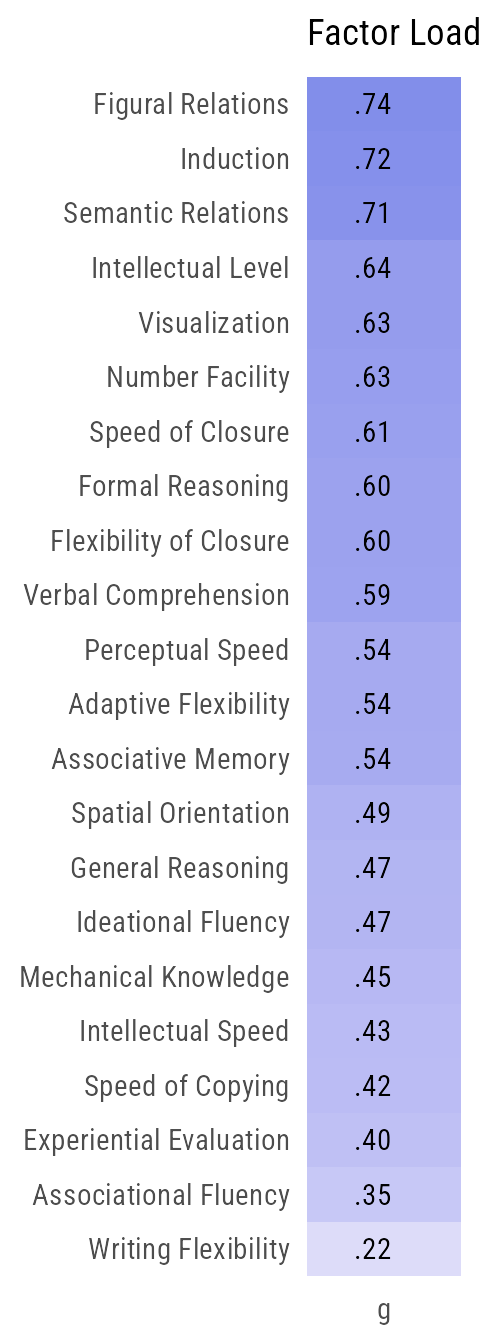 Factor Load
Figural Relations .74
Induction .72
Semantic Relations .71
Intellectual Level .64
Visualization .63
Number Facility .63
Speed of Closure .61
Formal Reasoning .60
Flexibility of Closure .60
Verbal Comprehension .59
Perceptual Speed .54
Adaptive Flexibility .54
Associative Memory .54
Spatial Orientation .49
General Reasoning .47
Ideational Fluency .47
Mechanical Knowledge .45
Intellectual Speed .43
Speed of Copying .42
Experiential Evaluation .40
Associational Fluency .35
Writing Flexibility .22
g